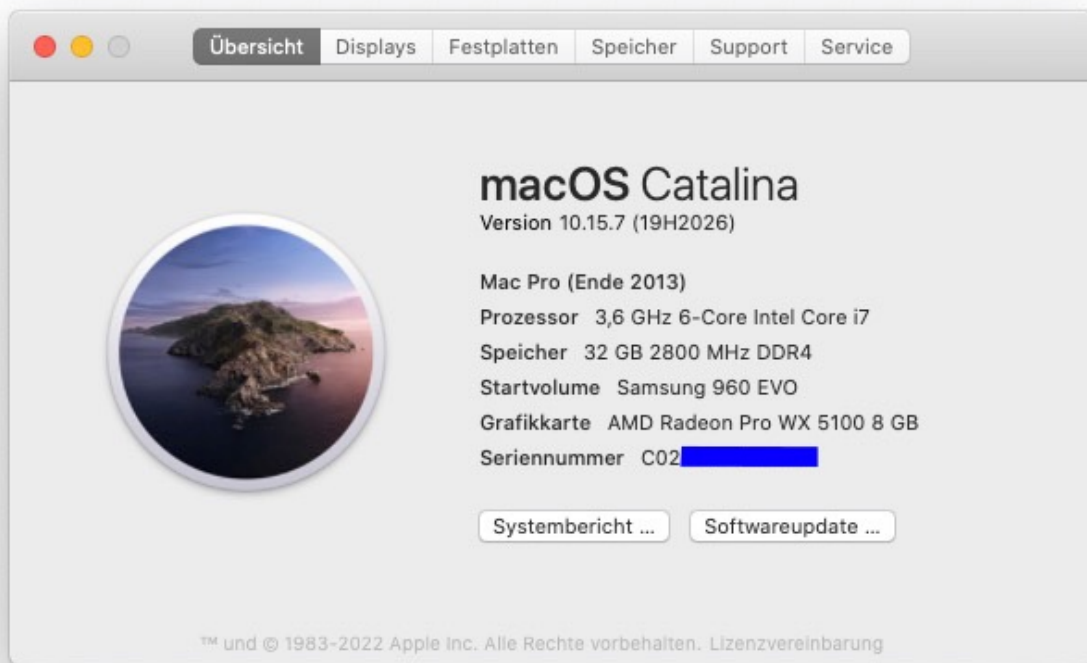 Übersicht Displays Festplatten Speicher Support Service
macOS Catalina
Version 10.15.7 (19H2026)
Mac Pro (Ende 2013)
Prozessor 3,6 GHz 6-Core Intel Core i7
Speicher 32 GB 2800 MHz DDR4
Startvolume Samsung 960 EVO
Grafikkarte AMD Radeon Pro WX 5100 8 GB
Seriennummer C02
Systembericht ... Softwareupdate ...
™ und © 1983-2022 Apple Inc. Alle Rechte vorbehalten. Lizenzvereinbarung